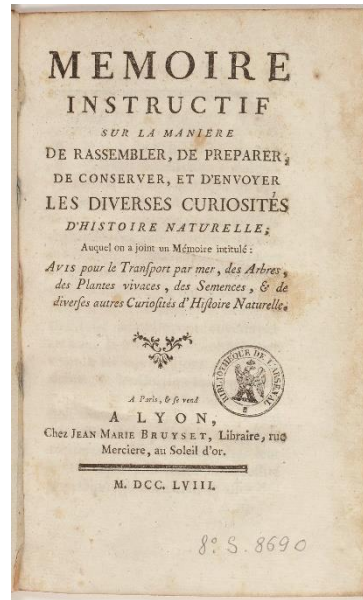 MEMOIRE
INSTRUCTIF
SUR LA MANIERE
DE RASSEMBLER, DE PREPARER,
DE CONSERVER, ET D'ENVOYER
LES DIVERSES CURIOSITÉS
D'HISTOIRE NATURELLE;
Auquel on a joint un Mémoire intitulé:
AVIS pour le Transport par mer, des Arbres,
des Plantes vivaces, des Semences, & de
diverses autres Curiosités d'Histoire Naturelle.
BIBLIOTHEQUE DE L'ARSENAL
A Paris, & se vend
A LYON,
Chez JEAN MARIE BRUYSET, Libraire, rue
Merciere, au Soleil d'or.
M. DCC. LVIII.
8° S. 8690